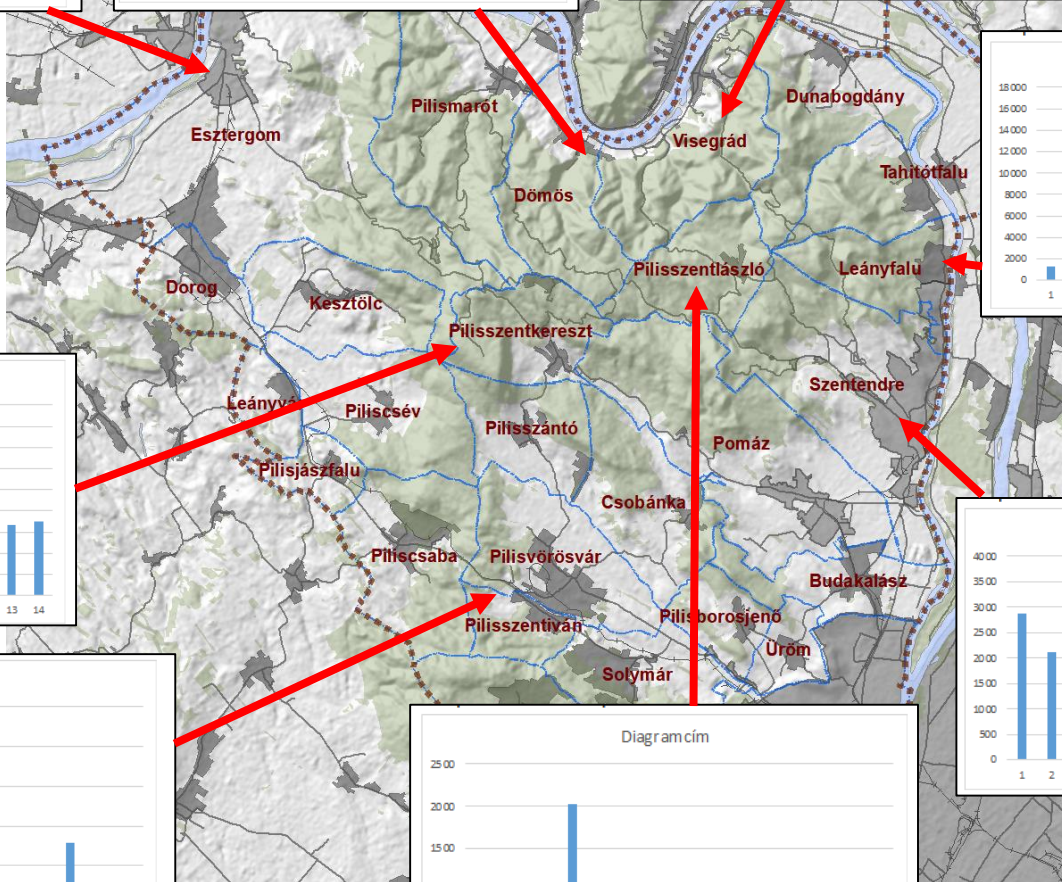 Pilismarót
Dunabogdány
Esztergom
Visegrád
Tahitótfalu
Dömös
Pilisszentlászló
Leányfalu
Dorog
Kesztölc
Pilisszentkereszt
Szentendre
Piliscsév
Pilisszántó
Pomáz
Pilisjászfalu
Csobánka
Piliscsaba
Pilisvörösvár
Budakalász
Pilisszentiván
Pilisborosjenő
Üröm
Solymár
18000
16000
14000
12000
10000
8000
6000
4000
2000
0
1
13 14
4000
3500
3000
2500
2000
1500
1000
500
0
1 2
Diagramcím
2500
2000
1500